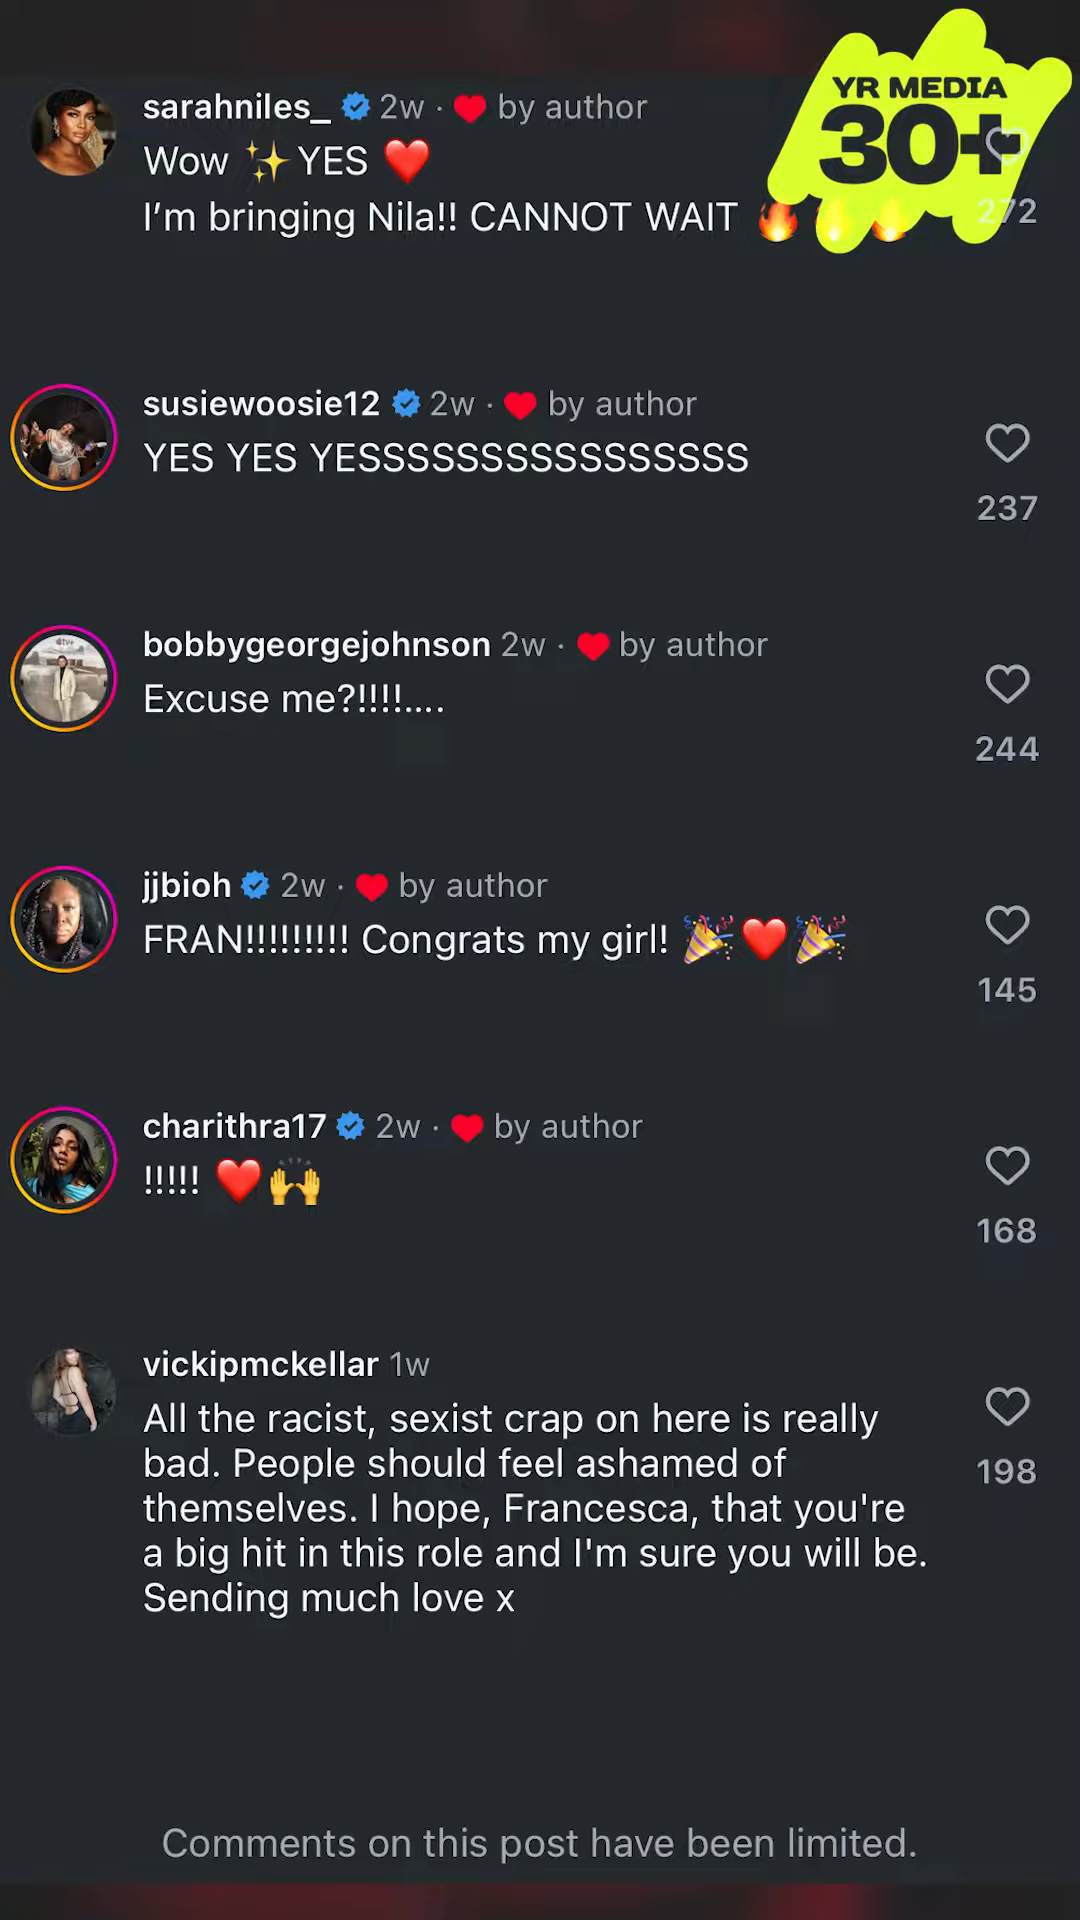 sarahniles_ 2w · by author
YR MEDIA
30+
Wow ✨ YES ❤️
I’m bringing Nila!! CANNOT WAIT 🔥🔥🔥
272
susiewoosie12 2w · by author
YES YES YESSSSSSSSSSSSSSSS
237
bobbygeorgejohnson 2w · by author
Excuse me?!!!!....
244
jjbioh 2w · by author
FRAN!!!!!!!!! Congrats my girl! 🎉❤️🎉
145
charithra17 2w · by author
!!!!! ❤️🙌
168
vickipmckellar 1w
All the racist, sexist crap on here is really
bad. People should feel ashamed of
themselves. I hope, Francesca, that you're
a big hit in this role and I'm sure you will be.
Sending much love x
198
Comments on this post have been limited.